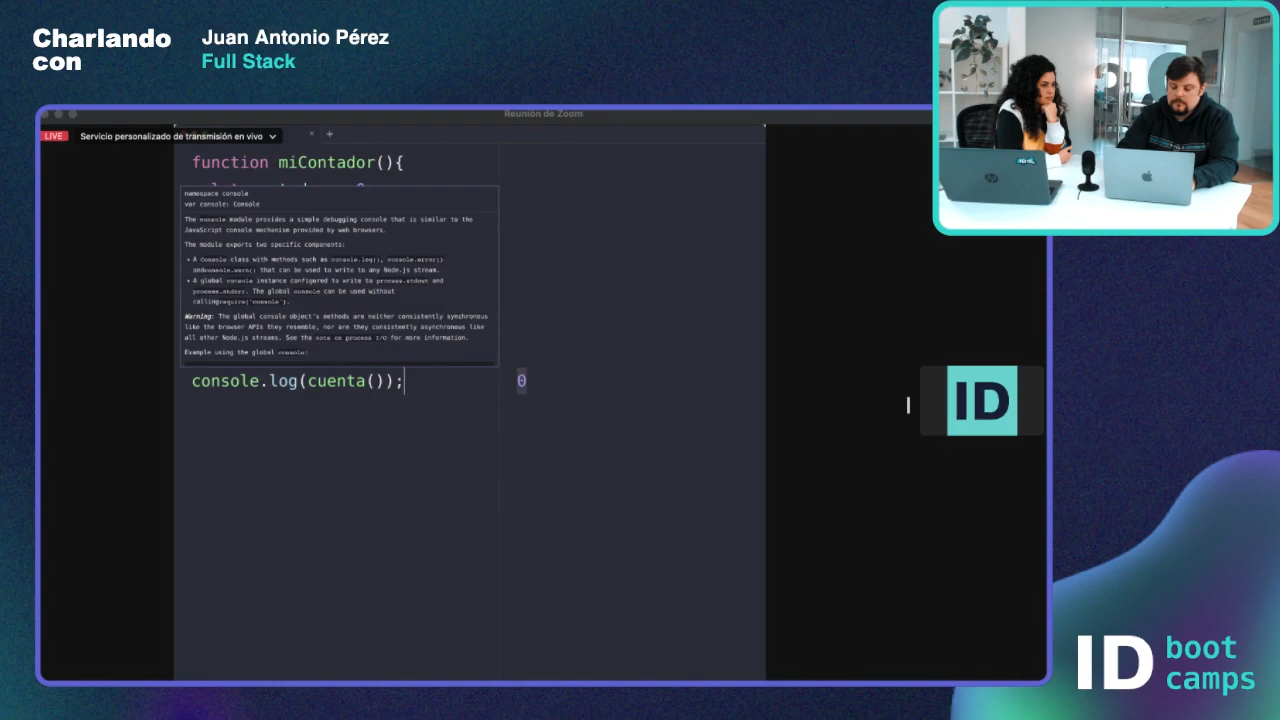 Charlando
con
Juan Antonio Pérez
Full Stack
Reunión de Zoom
LIVE
Servicio personalizado de transmisión en vivo
function miContador(){
namespace console
var console: Console
The console module provides a simple debugging console that is similar to the
JavaScript console mechanism provided by web browsers.
The module exports two specific components:
• A Console class with methods such as console.log(), console.error()
andconsole.warn() that can be used to write to any Node.js stream.
• A global console instance configured to write to process.stdout and
process.stderr. The global console can be used without
callingrequire('console').
Warning: The global console object's methods are neither consistently synchronous
like the browser APIs they resemble, nor are they consistently asynchronous like
all other Node.js streams. See the note on process I/O for more information.
Example using the global console:
console.log(cuenta());
0
ID
hp
ID
boot
camps